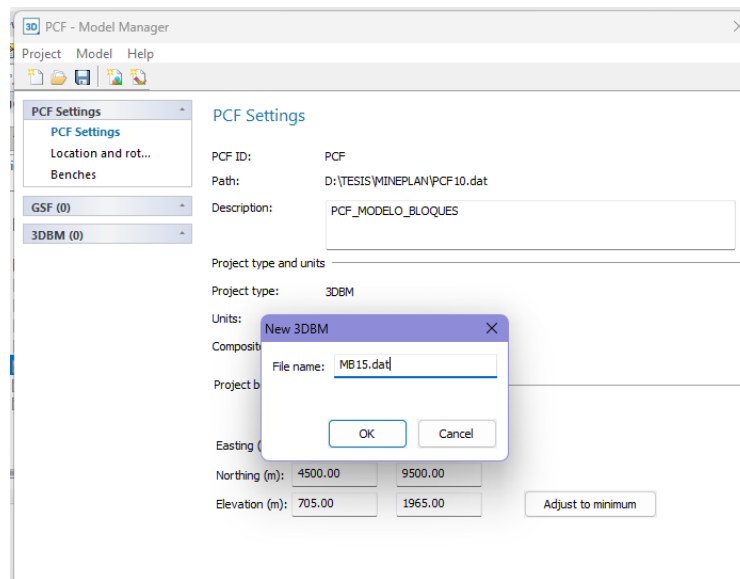 3D PCF - Model Manager
Project Model Help
PCF Settings
PCF Settings
Location and rot...
Benches
GSF (0)
3DBM (0)
PCF Settings
PCF ID: PCF
Path: D:\TESIS\MINEPLAN\PCF10.dat
Description: PCF_MODELO_BLOQUES
Project type and units
Project type: 3DBM
Units:
Composit
Project b
New 3DBM
File name: MB15.dat
OK Cancel
Easting (
Northing (m): 4500.00 9500.00
Elevation (m): 705.00 1965.00 Adjust to minimum